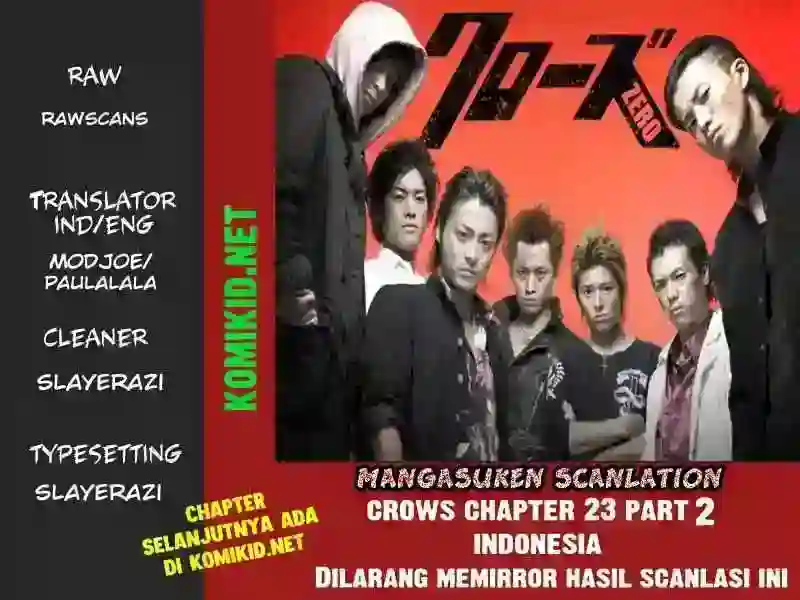 RAW
RAWSCANS
TRANSLATOR
IND/ENG
MODJOE/
PAULALALA
CLEANER
SLAYERAZI
TYPESETTING
SLAYERAZI
KOMIKID.NET
クローズ
ZERO
CHAPTER
SELANJUTNYA ADA
DI KOMIKID.NET
MANGASUKEN SCANLATION
CROWS CHAPTER 23 PART 2
INDONESIA
DILARANG MEMIRROR HASIL SCANLASI INI